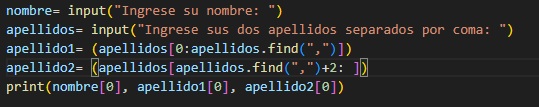 nombre= input("Ingrese su nombre: ")
apellidos= input("Ingrese sus dos apellidos separados por coma: ")
apellido1= (apellidos[0:apellidos.find(",")])
apellido2= (apellidos[apellidos.find(",")+2: ])
print(nombre[0], apellido1[0], apellido2[0])